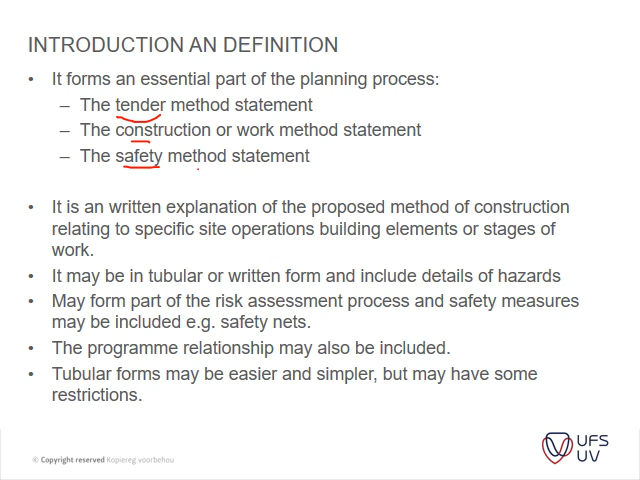 INTRODUCTION AN DEFINITION
• It forms an essential part of the planning process:
– The tender method statement
– The construction or work method statement
– The safety method statement
• It is an written explanation of the proposed method of construction
relating to specific site operations building elements or stages of
work.
• It may be in tubular or written form and include details of hazards
• May form part of the risk assessment process and safety measures
may be included e.g. safety nets.
• The programme relationship may also be included.
• Tubular forms may be easier and simpler, but may have some
restrictions.
© Copyright reserved Kopiereg voorbehou
UFS
UV